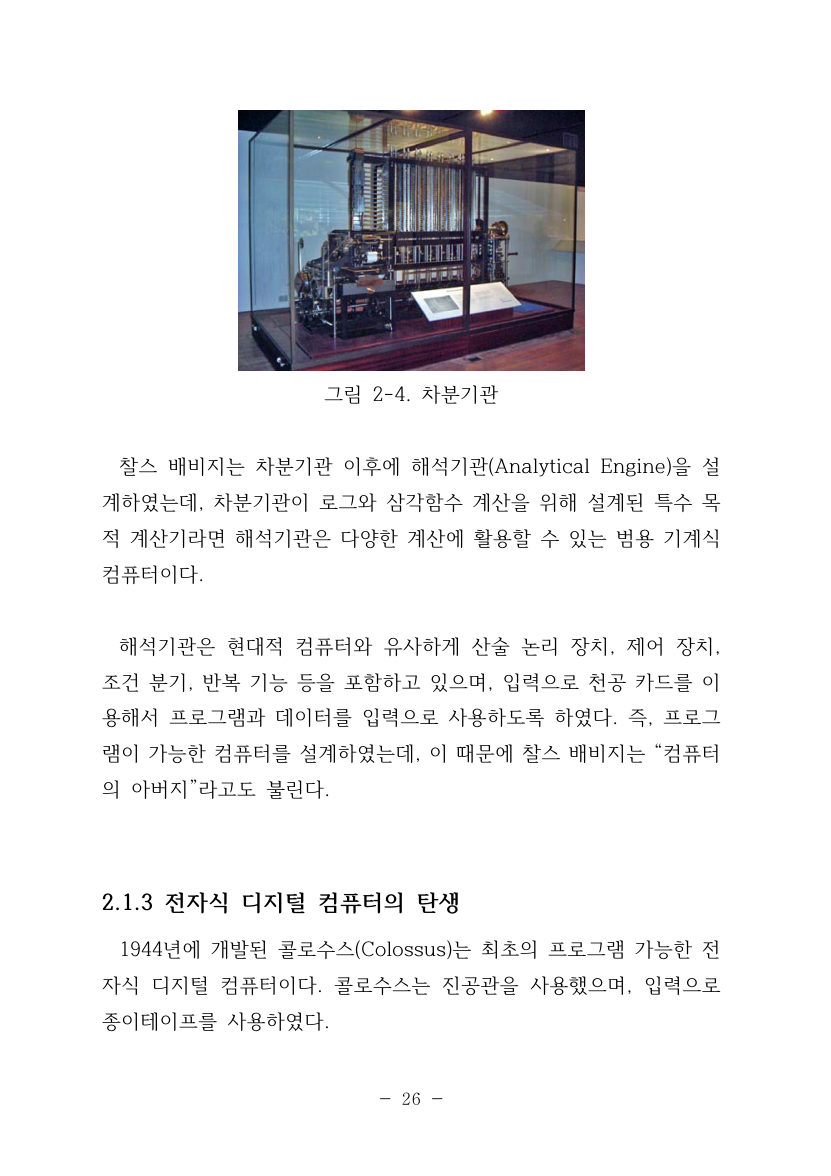 그림 2-4. 차분기관
찰스 배비지는 차분기관 이후에 해석기관(Analytical Engine)을 설
계하였는데, 차분기관이 로그와 삼각함수 계산을 위해 설계된 특수 목
적 계산기라면 해석기관은 다양한 계산에 활용할 수 있는 범용 기계식
컴퓨터이다.
해석기관은 현대적 컴퓨터와 유사하게 산술 논리 장치, 제어 장치,
조건 분기, 반복 기능 등을 포함하고 있으며, 입력으로 천공 카드를 이
용해서 프로그램과 데이터를 입력으로 사용하도록 하였다. 즉, 프로그
램이 가능한 컴퓨터를 설계하였는데, 이 때문에 찰스 배비지는 “컴퓨터
의 아버지”라고도 불린다.
2.1.3 전자식 디지털 컴퓨터의 탄생
1944년에 개발된 콜로수스(Colossus)는 최초의 프로그램 가능한 전
자식 디지털 컴퓨터이다. 콜로수스는 진공관을 사용했으며, 입력으로
종이테이프를 사용하였다.
- 26 -